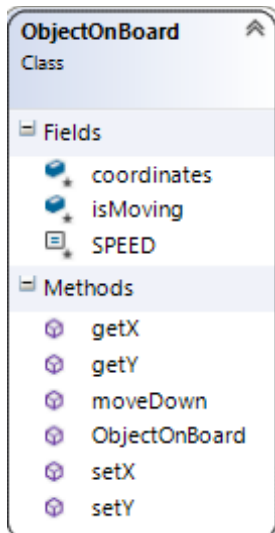 ObjectOnBoard
Class
Fields
coordinates
isMoving
SPEED
Methods
getX
getY
moveDown
ObjectOnBoard
setX
setY